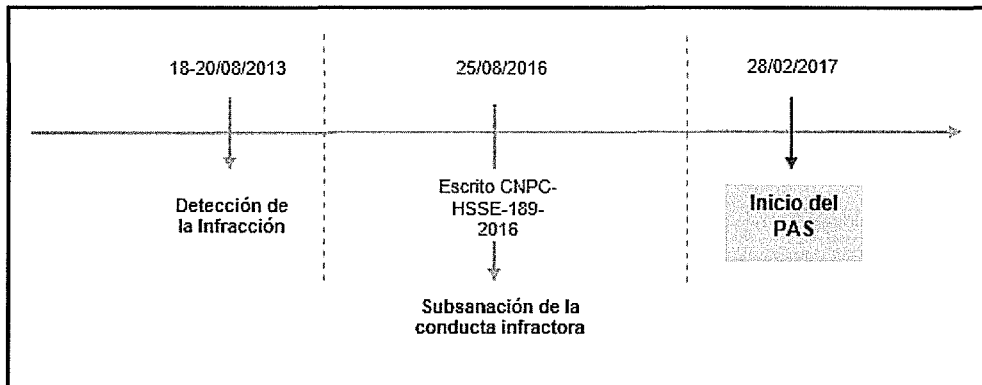 18-20/08/2013
25/08/2016
28/02/2017
Detección de
la Infracción
Escrito CNPC-
HSSE-189-
2016
Subsanación de la
conducta infractora
Inicio del
PAS